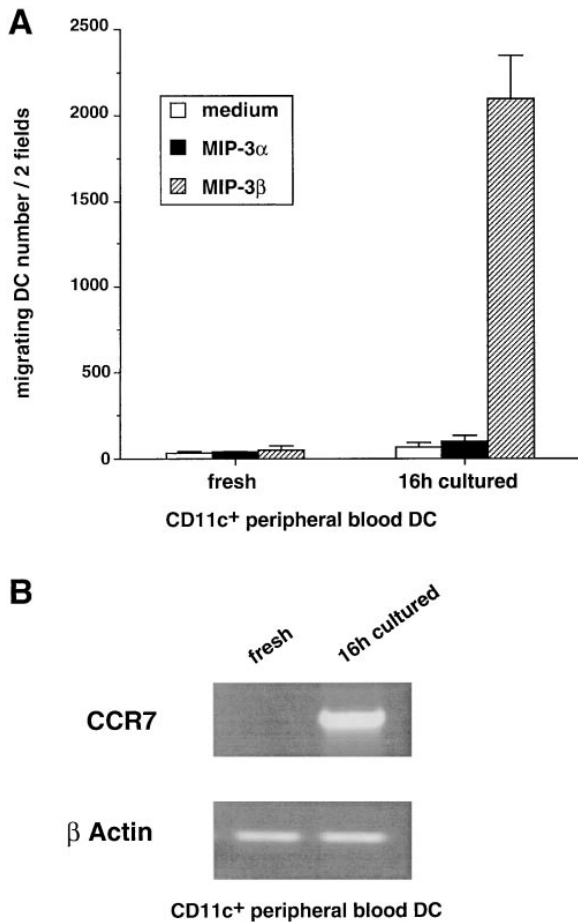 A
migrating DC number / 2 fields
2500
2000
1500
1000
500
0
medium
MIP-3α
MIP-3β
fresh
16h cultured
CD11c+ peripheral blood DC
B
fresh
16h cultured
CCR7
β Actin
CD11c+ peripheral blood DC